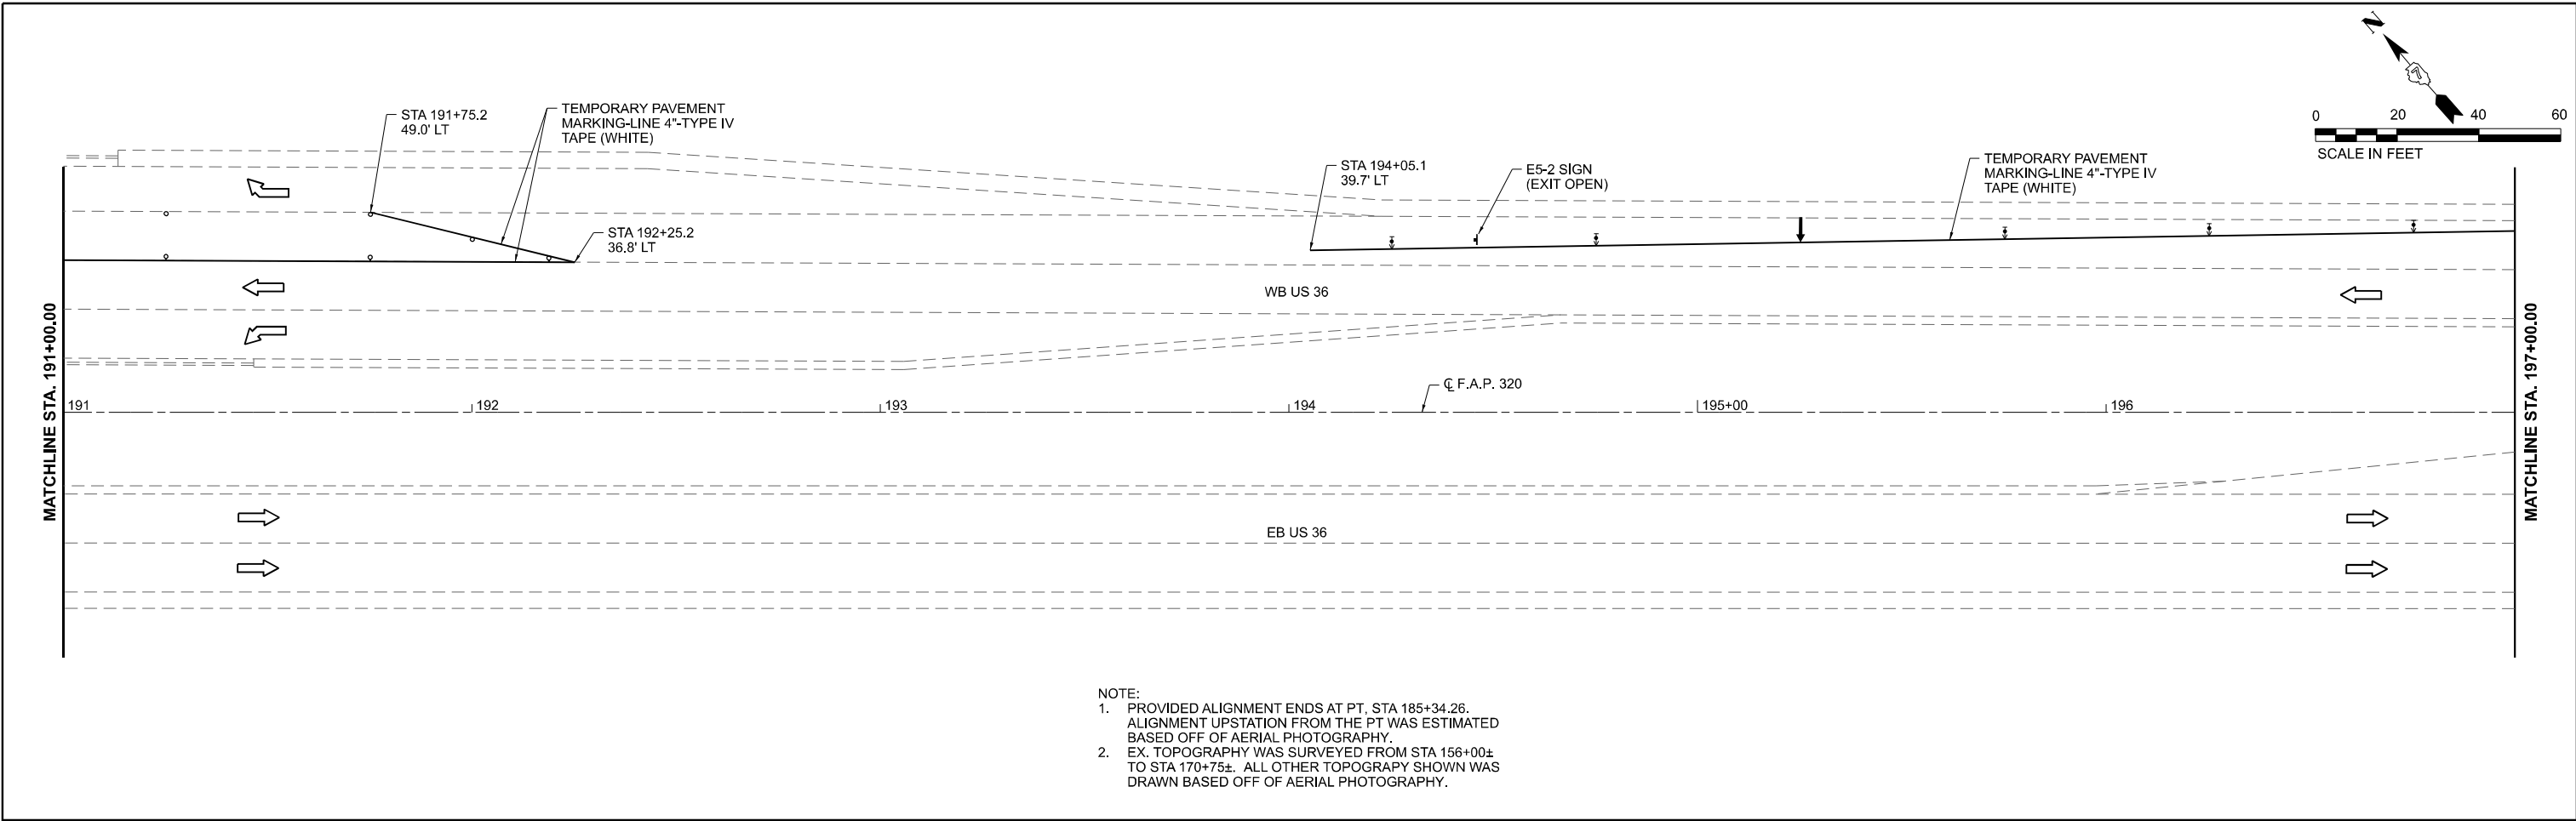 N
7
0 20 40 60
SCALE IN FEET
STA 191+75.2
49.0' LT
TEMPORARY PAVEMENT
MARKING-LINE 4"-TYPE IV
TAPE (WHITE)
STA 192+25.2
36.8' LT
STA 194+05.1
39.7' LT
E5-2 SIGN
(EXIT OPEN)
TEMPORARY PAVEMENT
MARKING-LINE 4"-TYPE IV
TAPE (WHITE)
WB US 36
MATCHLINE STA. 191+00.00
MATCHLINE STA. 197+00.00
℄ F.A.P. 320
191 192 193 194 195+00 196
EB US 36
NOTE:
1. PROVIDED ALIGNMENT ENDS AT PT, STA 185+34.26.
ALIGNMENT UPSTATION FROM THE PT WAS ESTIMATED
BASED OFF OF AERIAL PHOTOGRAPHY.
2. EX. TOPOGRAPHY WAS SURVEYED FROM STA 156+00±
TO STA 170+75±. ALL OTHER TOPOGRAPY SHOWN WAS
DRAWN BASED OFF OF AERIAL PHOTOGRAPHY.